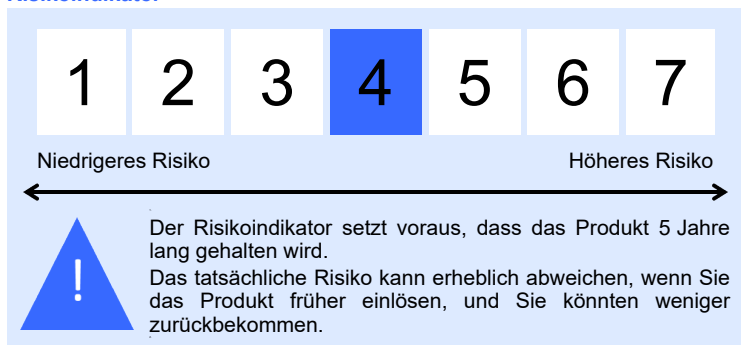 Risikoindikator
1 2 3 4 5 6 7
Niedrigeres Risiko Höheres Risiko
! Der Risikoindikator setzt voraus, dass das Produkt 5 Jahre
lang gehalten wird.
Das tatsächliche Risiko kann erheblich abweichen, wenn Sie
das Produkt früher einlösen, und Sie könnten weniger
zurückbekommen.